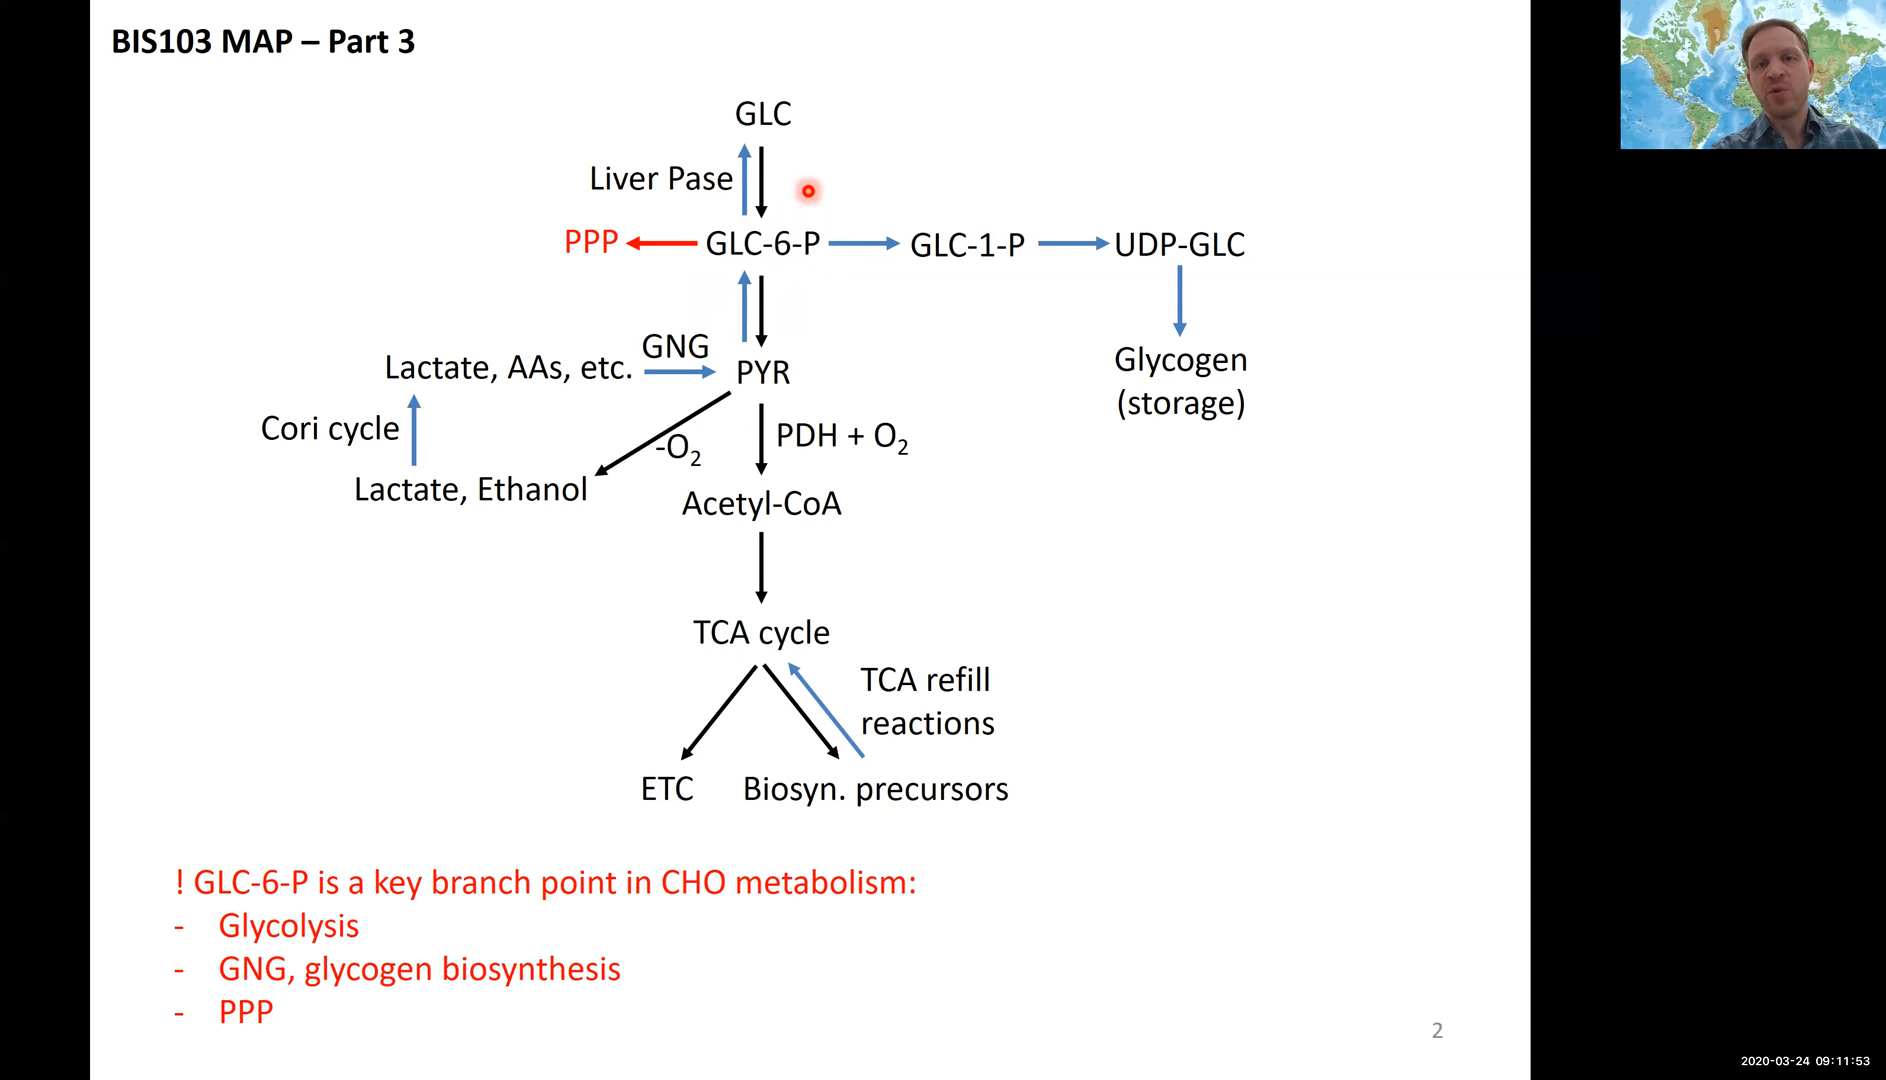 BIS103 MAP – Part 3
GLC
Liver Pase
PPP
GLC-6-P
GLC-1-P
UDP-GLC
GNG
Lactate, AAs, etc.
PYR
Glycogen
(storage)
Cori cycle
-O2
PDH + O2
Lactate, Ethanol
Acetyl-CoA
TCA cycle
TCA refill
reactions
ETC
Biosyn. precursors
! GLC-6-P is a key branch point in CHO metabolism:
- Glycolysis
- GNG, glycogen biosynthesis
- PPP
2
2020-03-24 09:11:53